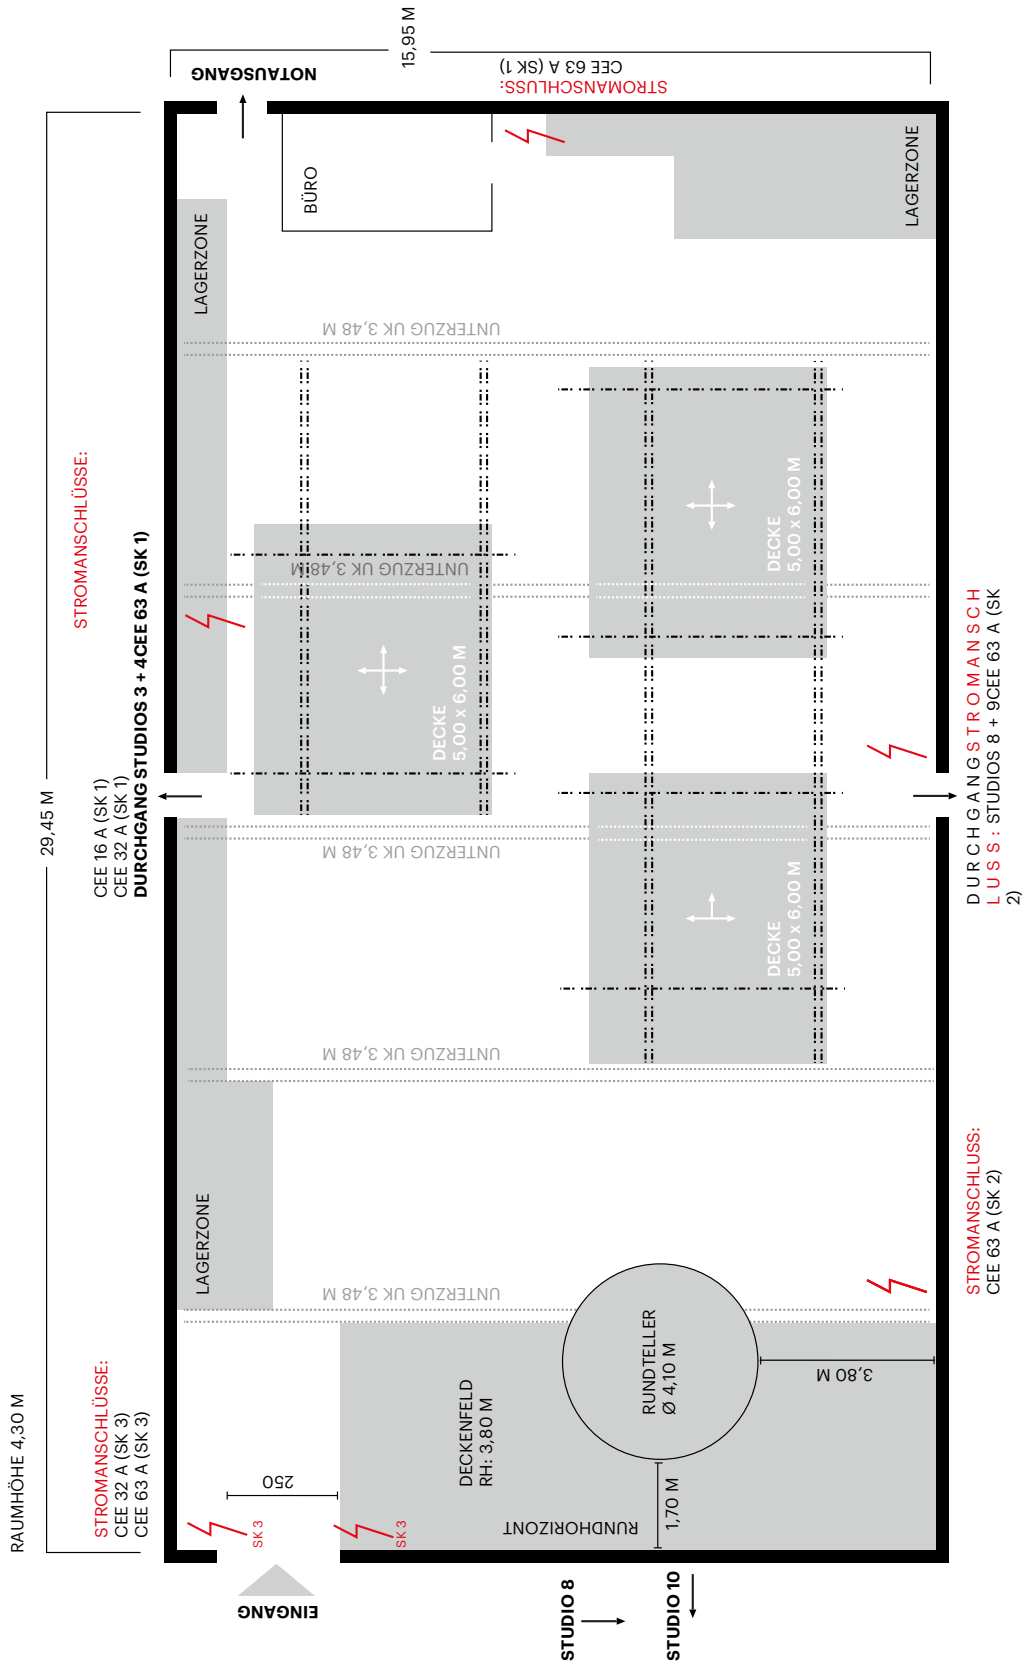 RAUMHÖHE 4,30 M
29,45 M
15,95 M
STROMANSCHLÜSSE:
CEE 32 A (SK 3)
CEE 63 A (SK 3)
STROMANSCHLÜSSE:
CEE 16 A (SK 1)
CEE 32 A (SK 1)
DURCHGANG STUDIOS 3 + 4CEE 63 A (SK 1)
NOTAUSGANG
STROMANSCHLUSS:
CEE 63 A (SK 1)
EINGANG
SK 3
SK 3
250
LAGERZONE
LAGERZONE
BÜRO
LAGERZONE
UNTERZUG UK 3,48 M
UNTERZUG UK 3,48 M
UNTERZUG UK 3,48 M
UNTERZUG UK 3,48 M
UNTERZUG UK 3,48 M
DECKE
5,00 x 6,00 M
DECKE
5,00 x 6,00 M
DECKE
5,00 x 6,00 M
DECKENFELD
RH: 3,80 M
RUNDHORIZONT
RUNDTELLER
Ø 4,10 M
1,70 M
3,80 M
STUDIO 8
STUDIO 10
STROMANSCHLUSS:
CEE 63 A (SK 2)
DURCHGANGSTROMANSCH
LUSS: STUDIOS 8 + 9CEE 63 A (SK
2)